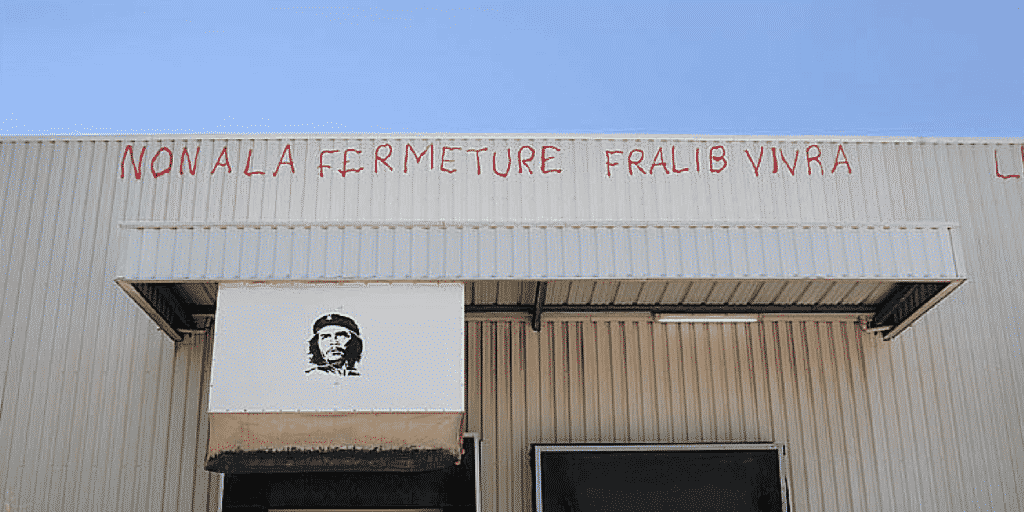 NON A LA FERMETURE FRALIB VIVRA